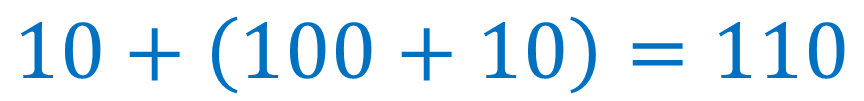 10 + (100 + 10) = 110